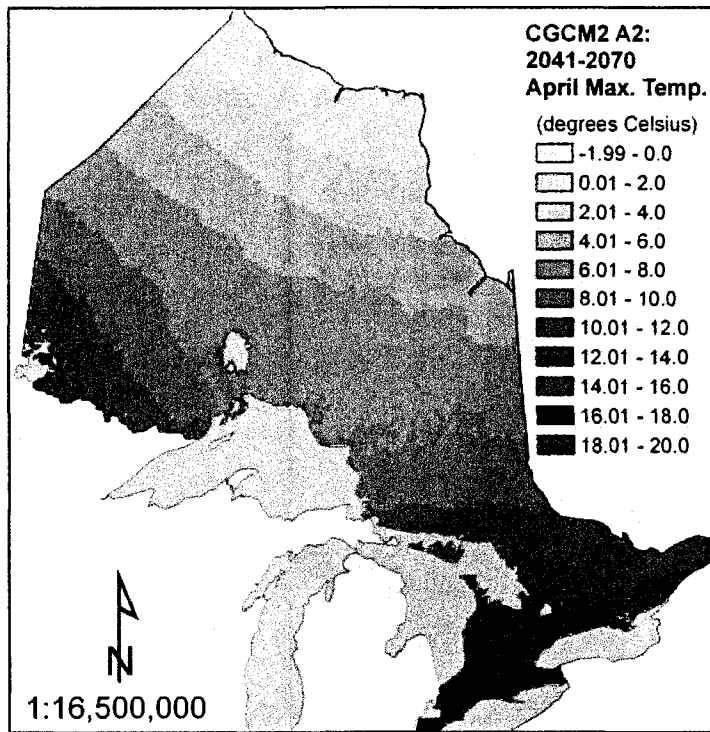 CGCM2 A2:
2041-2070
April Max. Temp.
(degrees Celsius)
-1.99 - 0.0
0.01 - 2.0
2.01 - 4.0
4.01 - 6.0
6.01 - 8.0
8.01 - 10.0
10.01 - 12.0
12.01 - 14.0
14.01 - 16.0
16.01 - 18.0
18.01 - 20.0
N
1:16,500,000